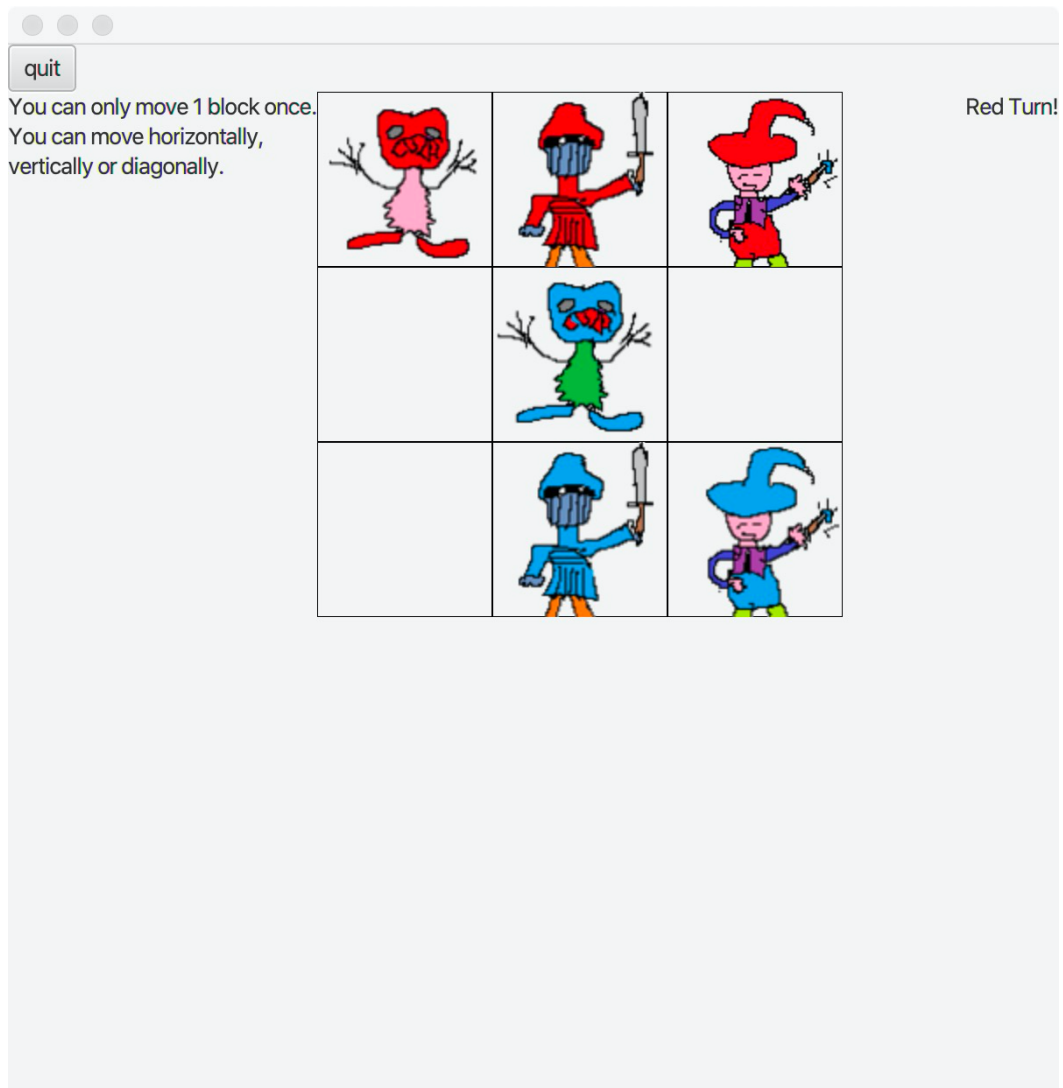 quit
You can only move 1 block once.
You can move horizontally,
vertically or diagonally.
Red Turn!